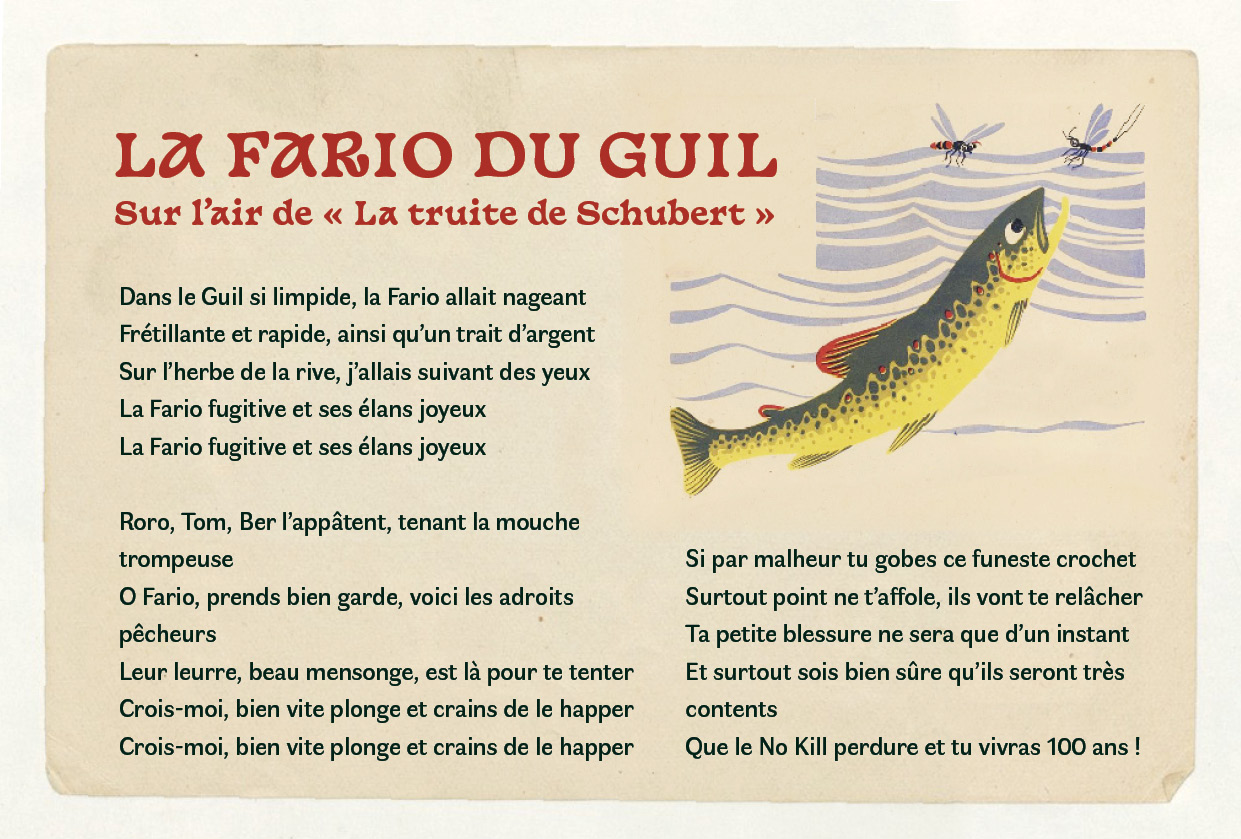 LA FARIO DU GUIL
Sur l'air de « La truite de Schubert »
Dans le Guil si limpide, la Fario allait nageant
Frétillante et rapide, ainsi qu'un trait d'argent
Sur l'herbe de la rive, j'allais suivant des yeux
La Fario fugitive et ses élans joyeux
La Fario fugitive et ses élans joyeux
Roro, Tom, Ber l'appâtent, tenant la mouche
trompeuse
O Fario, prends bien garde, voici les adroits
pêcheurs
Leur leurre, beau mensonge, est là pour te tenter
Crois-moi, bien vite plonge et crains de le happer
Crois-moi, bien vite plonge et crains de le happer
Si par malheur tu gobes ce funeste crochet
Surtout point ne t'affole, ils vont te relâcher
Ta petite blessure ne sera que d'un instant
Et surtout sois bien sûre qu'ils seront très
contents
Que le No Kill perdure et tu vivras 100 ans !